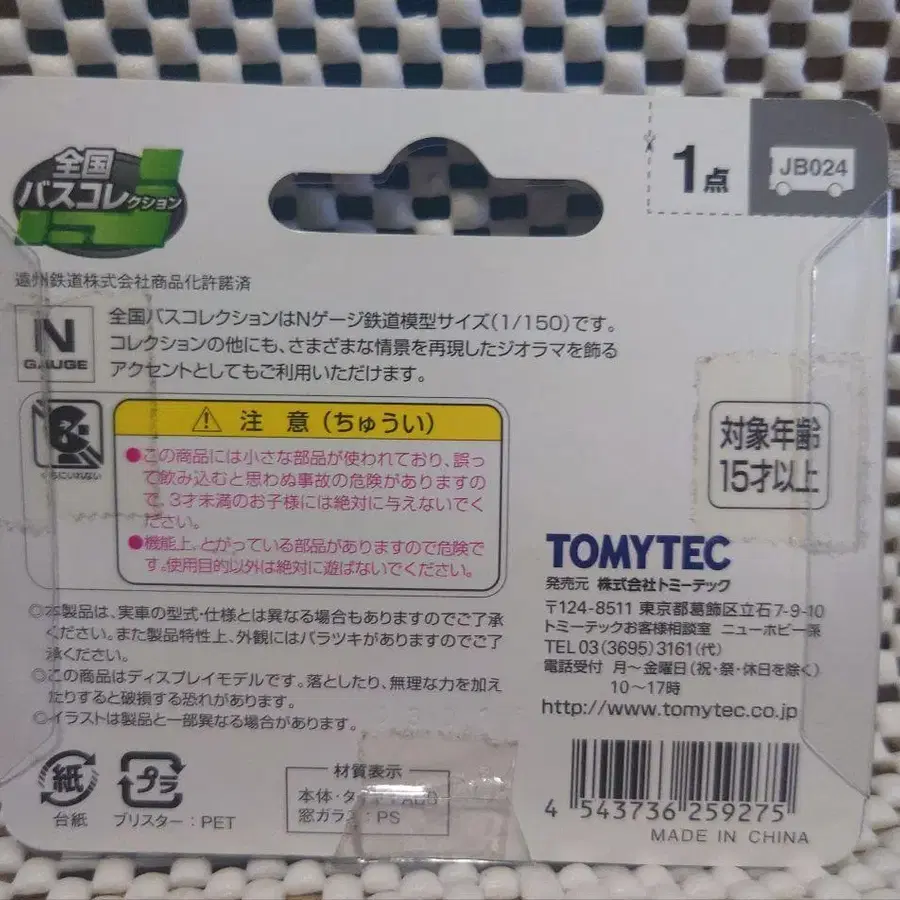 全国
バスコレクション
1点
JB024
遠州鉄道株式会社商品化許諾済
N
GAUGE
全国バスコレクションはNゲージ鉄道模型サイズ(1/150)です。
コレクションの他にも、さまざまな情景を再現したジオラマを飾る
アクセントとしてもご利用いただけます。
くちにいれない
注 意 (ちゅうい)
●この商品には小さな部品が使われており、誤っ
て飲み込むと思わぬ事故の危険がありますの
で、3才未満のお子様には絶対に与えないでく
ださい。
●機能上、とがっている部品がありますので危険で
す。使用目的以外は絶対に遊ばないでください。
対象年齢
15才以上
◎本製品は、実車の型式・仕様とは異なる場合もありますのでご了承
ください。また製品特性上、外観にはバラツキがありますのでご了
承ください。
◎この商品はディスプレイモデルです。落としたり、無理な力を加え
たりすると破損する恐れがあります。
◎イラストは製品と一部異なる場合があります。
TOMYTEC
発売元 株式会社トミーテック
〒124-8511 東京都葛飾区立石7-9-10
トミーテックお客様相談室 ニューホビー係
TEL 03(3695)3161(代)
電話受付 月〜金曜日(祝・祭・休日を除く)
10〜17時
http://www.tomytec.co.jp
紙
台紙
プラ
ブリスター:PET
材質表示
本体・タイヤ:ABS
窓ガラス:PS
4 543736 259275
MADE IN CHINA